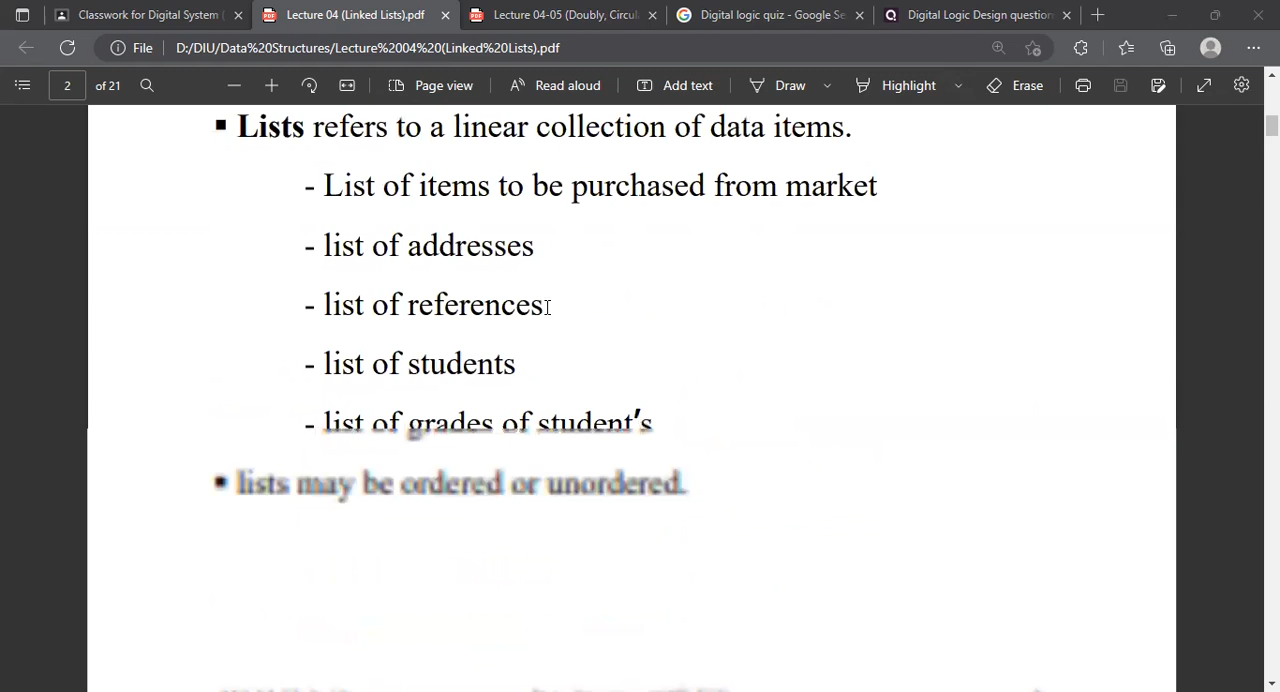 Classwork for Digital System (
Lecture 04 (Linked Lists).pdf
Lecture 04-05 (Doubly, Circul
Digital logic quiz - Google Se
Digital Logic Design question
File
D:/DIU/Data%20Structures/Lecture%2004%20(Linked%20Lists).pdf
2 of 21
Page view
Read aloud
Add text
Draw
Highlight
Erase
▪ Lists refers to a linear collection of data items.
- List of items to be purchased from market
- list of addresses
- list of references
- list of students
- list of grades of student's
▪ lists may be ordered or unordered.